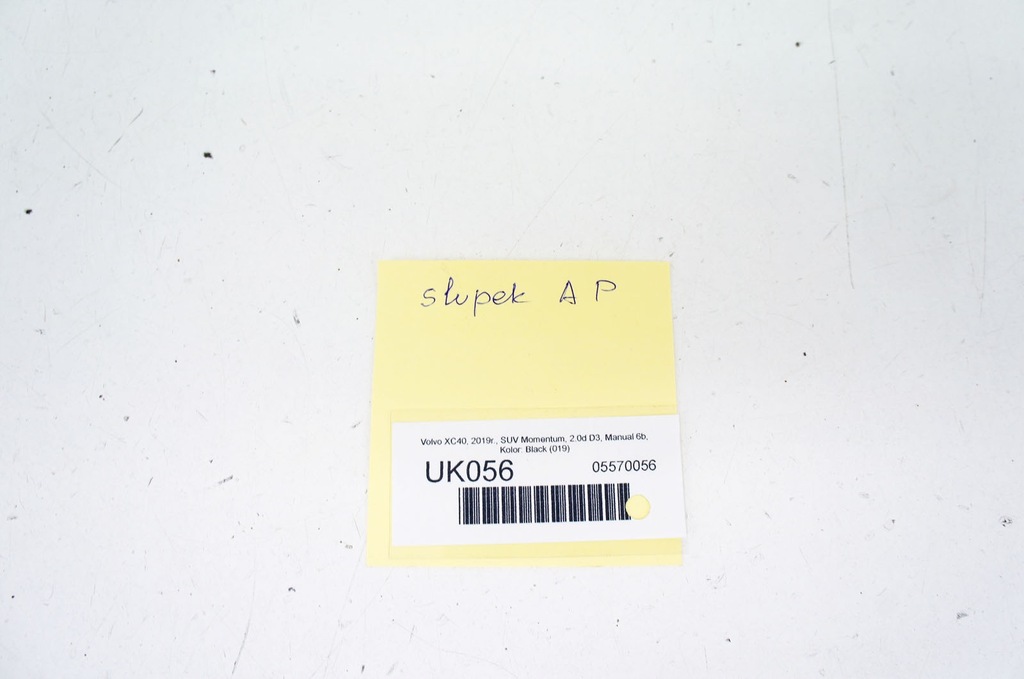 słupek A P
Volvo XC40, 2019r., SUV Momentum, 2.0d D3, Manual 6b,
Kolor: Black (019)
UK056 05570056